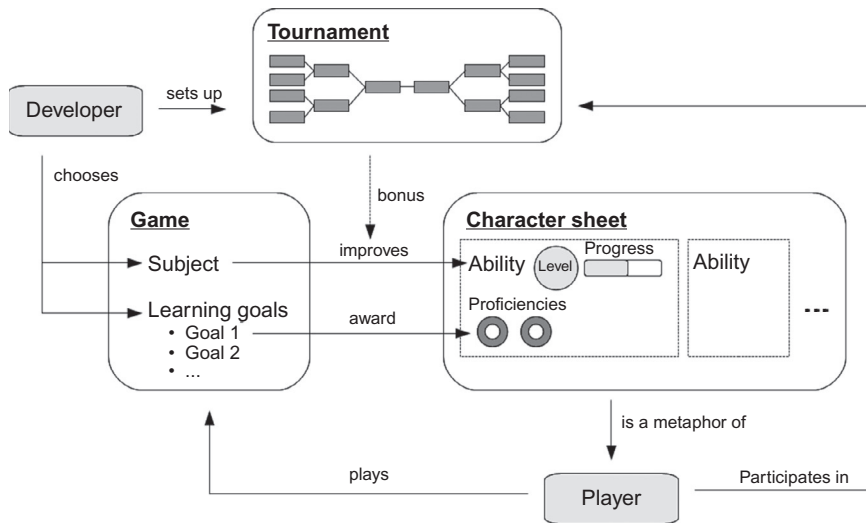 Tournament
Developer
sets up
chooses
bonus
Game
Character sheet
Subject
improves
Ability
Level
Progress
Ability
Learning goals
• Goal 1
• Goal 2
• ...
award
Proficiencies
...
is a metaphor of
plays
Player
Participates in